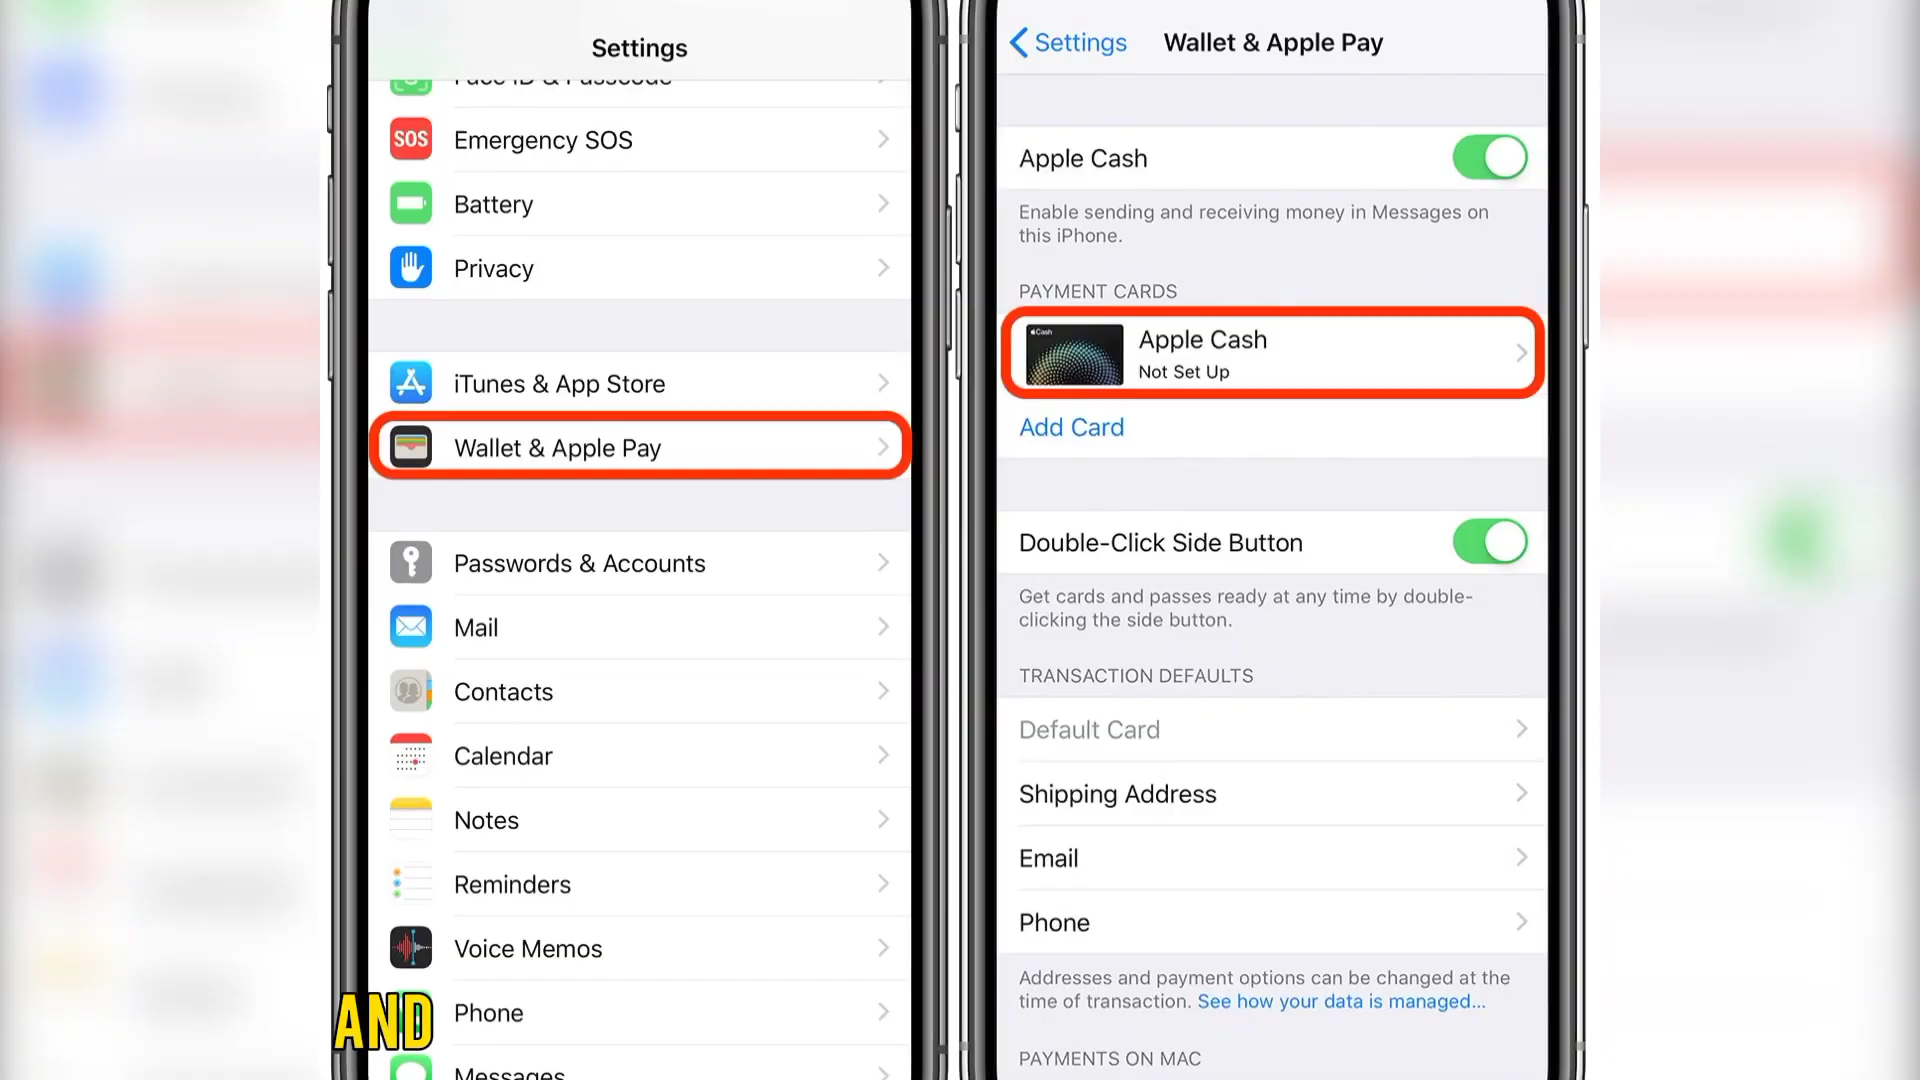 Settings
Face ID & Passcode
SOS
Emergency SOS
Battery
Privacy
iTunes & App Store
Wallet & Apple Pay
Passwords & Accounts
Mail
Contacts
Calendar
Notes
Reminders
Voice Memos
Phone
Messages
AND
Settings
Wallet & Apple Pay
Apple Cash
Enable sending and receiving money in Messages on
this iPhone.
PAYMENT CARDS
Cash
Apple Cash
Not Set Up
Add Card
Double-Click Side Button
Get cards and passes ready at any time by double-
clicking the side button.
TRANSACTION DEFAULTS
Default Card
Shipping Address
Email
Phone
Addresses and payment options can be changed at the
time of transaction. See how your data is managed...
PAYMENTS ON MAC